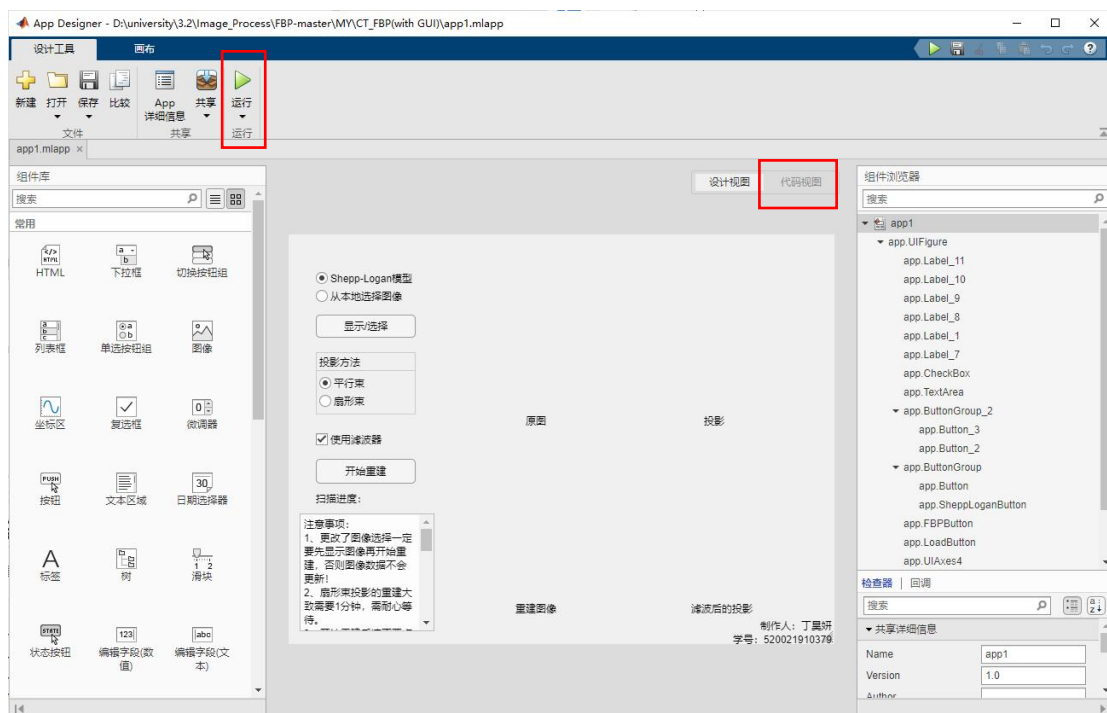 App Designer - D:\university\3.2\Image_Process\FBP-master\MY\CT_FBP(with GUI)\app1.mlapp
设计工具 画布
新建 打开 保存 比较 App 详细信息 共享 运行
文件 共享 运行
app1.mlapp ×
组件库
搜索
常用
HTML 下拉框 切换按钮组
列表框 单选按钮组 图像
坐标区 复选框 微调器
按钮 文本区域 日期选择器
标签 树 滑块
状态按钮 编辑字段(数值) 编辑字段(文本)
设计视图 代码视图
Shepp-Logan模型
从本地选择图像
显示/选择
投影方法
平行束
扇形束
使用滤波器
开始重建
扫描进度：
注意事项:
1、更改了图像选择一定
要先显示图像再开始重
建，否则图像数据不会
更新!
2、扇形束投影的重建大
致需要1分钟，需耐心等
待。
原图 投影
重建图像 滤波后的投影
制作人：丁昊妍
学号：520021910379
组件浏览器
搜索
app1
app.UIFigure
app.Label_11
app.Label_10
app.Label_9
app.Label_8
app.Label_1
app.Label_7
app.CheckBox
app.TextArea
app.ButtonGroup_2
app.Button_3
app.Button_2
app.ButtonGroup
app.Button
app.SheppLoganButton
app.FBPButton
app.LoadButton
app.UIAxes4
检查器 | 回调
搜索
共享详细信息
Name app1
Version 1.0
Author